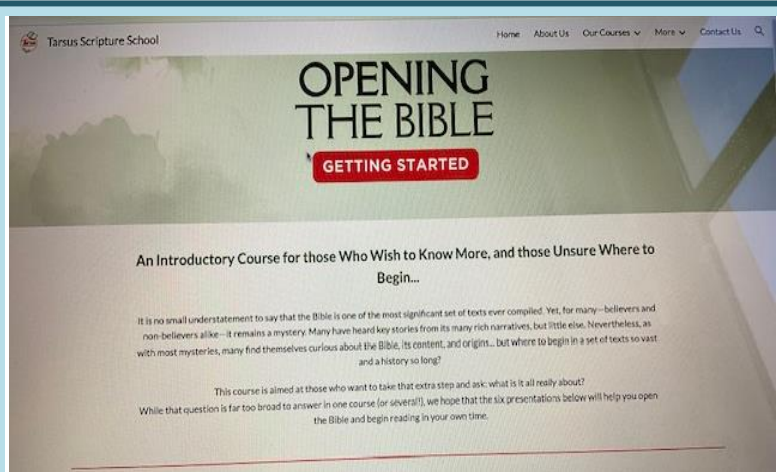 Tarsus Scripture School
Home About Us Our Courses More Contact Us
OPENING
THE BIBLE
GETTING STARTED
An Introductory Course for those Who Wish to Know More, and those Unsure Where to
Begin...
It is no small understatement to say that the Bible is one of the most significant set of texts ever compiled. Yet, for many—believers and
non-believers alike—it remains a mystery. Many have heard key stories from its many rich narratives, but little else. Nevertheless, as
with most mysteries, many find themselves curious about the Bible, its content, and origins... but where to begin in a set of texts so vast
and a history so long?
This course is aimed at those who want to take that extra step and ask: what is it all really about?
While that question is far too broad to answer in one course (or several!), we hope that the six presentations below will help you open
the Bible and begin reading in your own time.